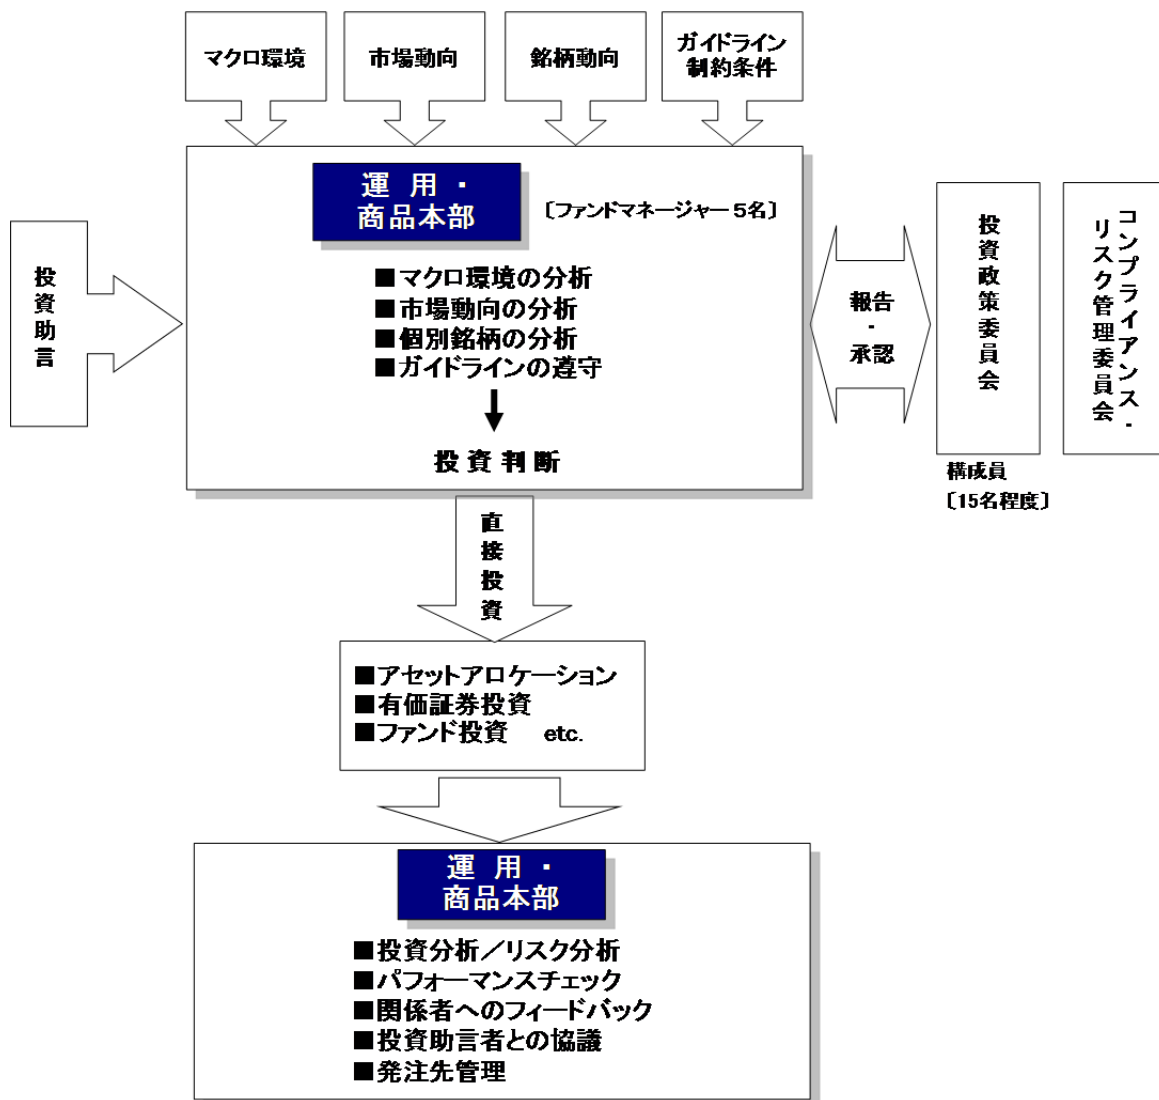 マクロ環境
市場動向
銘柄動向
ガイドライン
制約条件
運 用 ・
商品本部
〔ファンドマネージャー５名〕
■マクロ環境の分析
■市場動向の分析
■個別銘柄の分析
■ガイドラインの遵守
投資判断
投資助言
報告
・
承認
投資政策委員会
コンプライアンス・
リスク管理委員会
構成員
〔15名程度〕
直接投資
■アセットアロケーション
■有価証券投資
■ファンド投資 etc.
運 用 ・
商品本部
■投資分析／リスク分析
■パフォーマンスチェック
■関係者へのフィードバック
■投資助言者との協議
■発注先管理